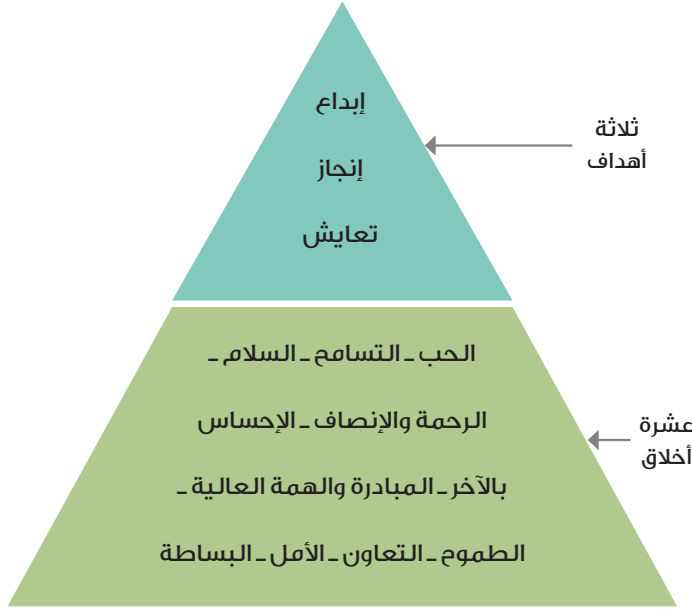 إبداع
ثلاثة
أهداف
إنجاز
تعايش
الحب ـ التسامح ـ السلام ـ
الرحمة والإنصاف ـ الإحساس
عشرة
أخلاق
بالآخر ـ المبادرة والهمة العالية ـ
الطموح ـ التعاون ـ الأمل ـ البساطة